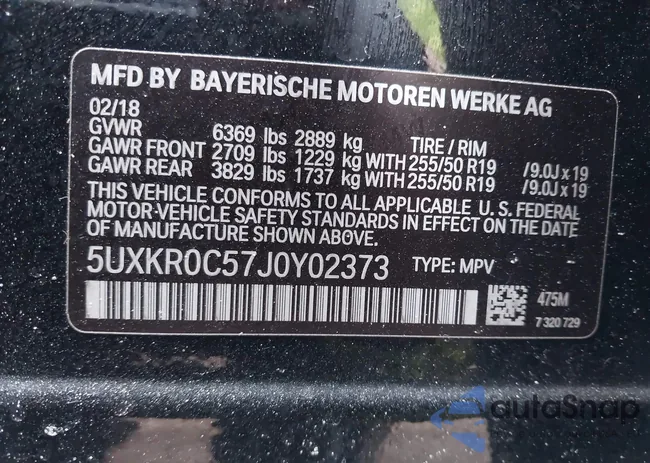 MFD BY BAYERISCHE MOTOREN WERKE AG
02/18
GVWR 6369 lbs 2889 kg TIRE / RIM
GAWR FRONT 2709 lbs 1229 kg WITH 255/50 R19 /9.0J x 19
GAWR REAR 3829 lbs 1737 kg WITH 255/50 R19 /9.0J x 19
THIS VEHICLE CONFORMS TO ALL APPLICABLE U. S. FEDERAL
MOTOR-VEHICLE SAFETY STANDARDS IN EFFECT ON THE DATE
OF MANUFACTURE SHOWN ABOVE.
5UXKR0C57J0Y02373 TYPE: MPV
475M
7 320 729
autoSnap